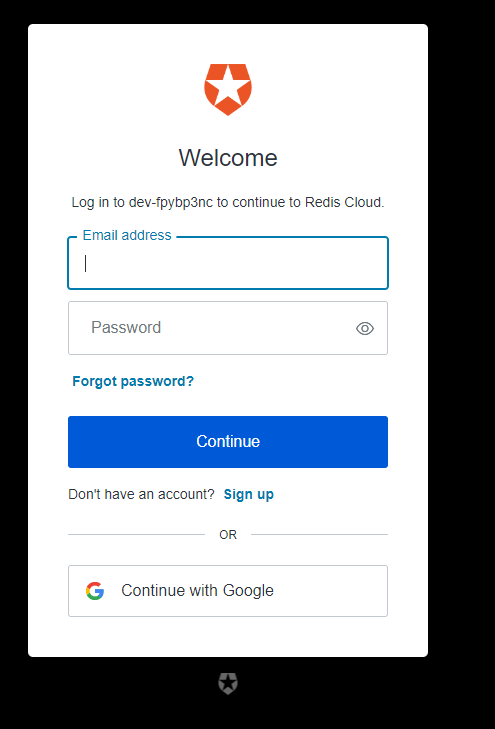 Welcome
Log in to dev-fpybp3nc to continue to Redis Cloud.
Email address
Password
Forgot password?
Continue
Don't have an account? Sign up
OR
Continue with Google